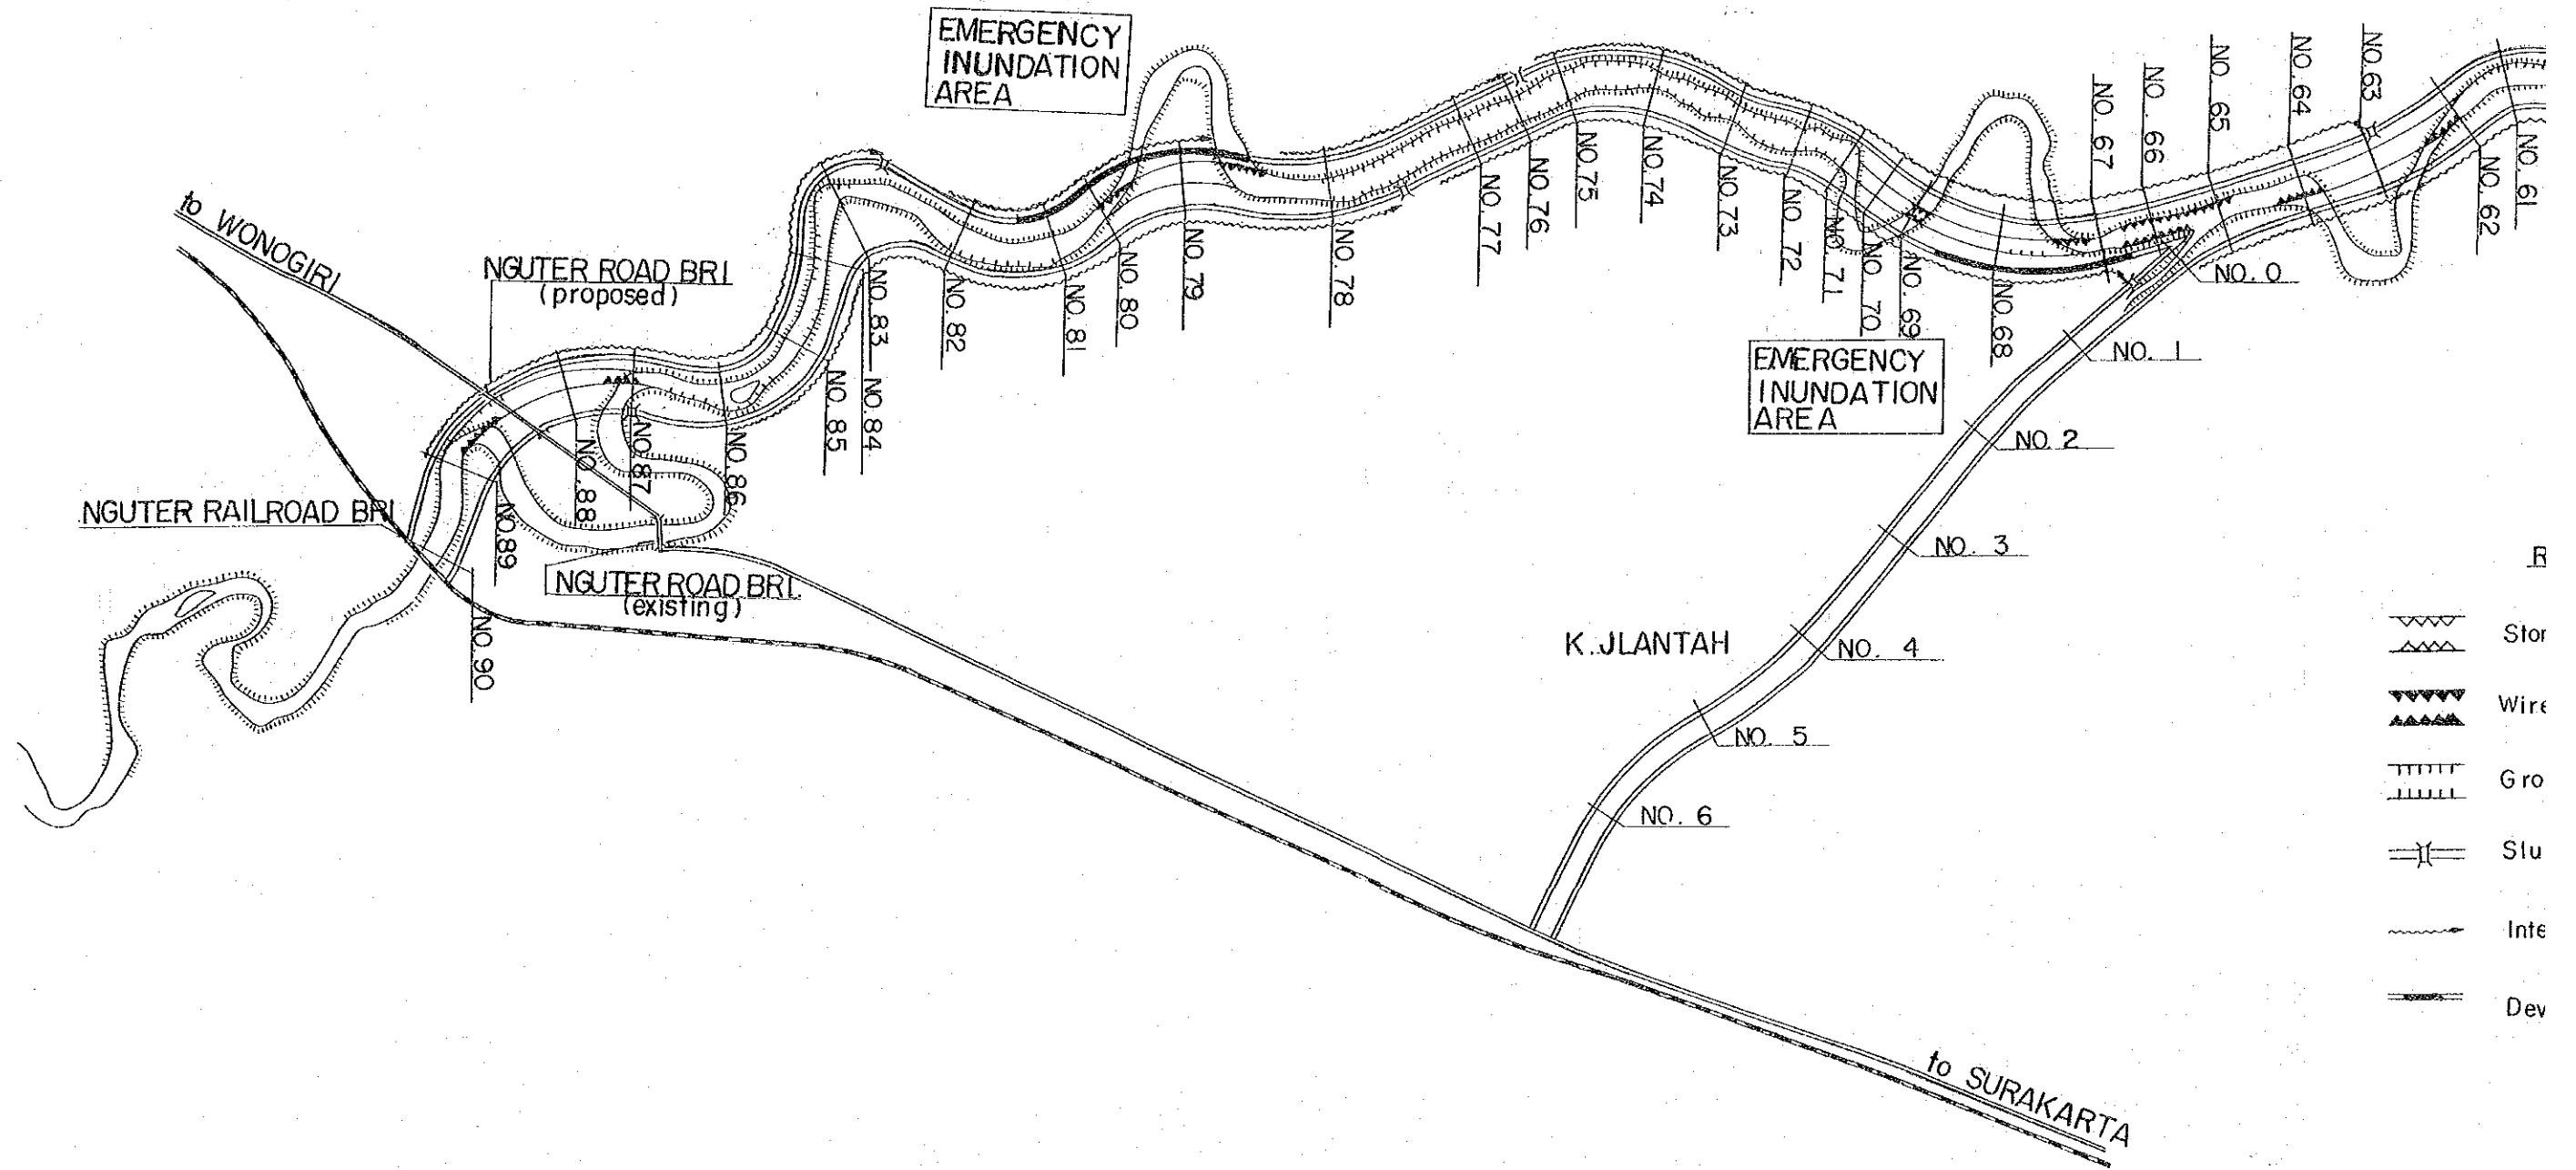 EMERGENCY
INUNDATION
AREA
NO. 67
NO. 66
NO. 65
NO. 64
NO. 63
NO. 61
NO. 62
to WONOGIRI
NGUTER ROAD BRI.
(proposed)
NO. 83
NO. 84
NO. 85
NO. 82
NO. 81
NO. 80
NO. 79
NO. 78
NO. 77
NO. 76
NO. 75
NO. 74
NO. 73
NO. 72
NO. 71
NO. 70
NO. 69
NO. 68
NO. 0
NO. 1
EMERGENCY
INUNDATION
AREA
NO. 2
NO. 86
NO. 87
NO. 88
NO. 89
NGUTER RAILROAD BRI
NGUTER ROAD BRI.
(existing)
NO. 90
NO. 3
K. JLANTAH
NO. 4
NO. 5
NO. 6
R
Ston
Wire
Gro
Slu
Inte
Dev
to SURAKARTA